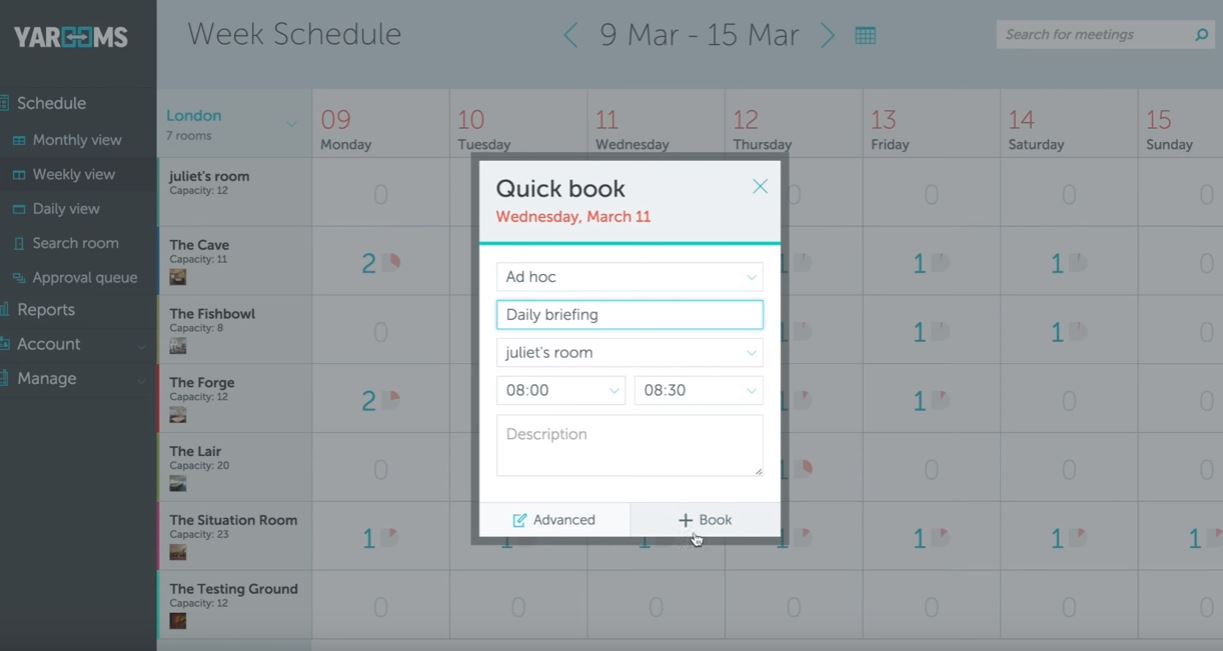 YAROOMS
Week Schedule
9 Mar - 15 Mar
Search for meetings
Schedule
Monthly view
Weekly view
Daily view
Search room
Approval queue
Reports
Account
Manage
London
7 rooms
09
Monday
10
Tuesday
11
Wednesday
12
Thursday
13
Friday
14
Saturday
15
Sunday
juliet's room
Capacity: 12
0 0 0 0 0
The Cave
Capacity: 11
2 1 1 1 0
The Fishbowl
Capacity: 8
0 1 1 1 0
The Forge
Capacity: 12
2 1 1 0 0
The Lair
Capacity: 20
0 1 0 0 0
The Situation Room
Capacity: 23
1 1 1 1 1 1 1
The Testing Ground
Capacity: 12
0 0 0 0 0 0 0
Quick book
Wednesday, March 11
Ad hoc
Daily briefing
juliet's room
08:00 08:30
Description
Advanced
Book